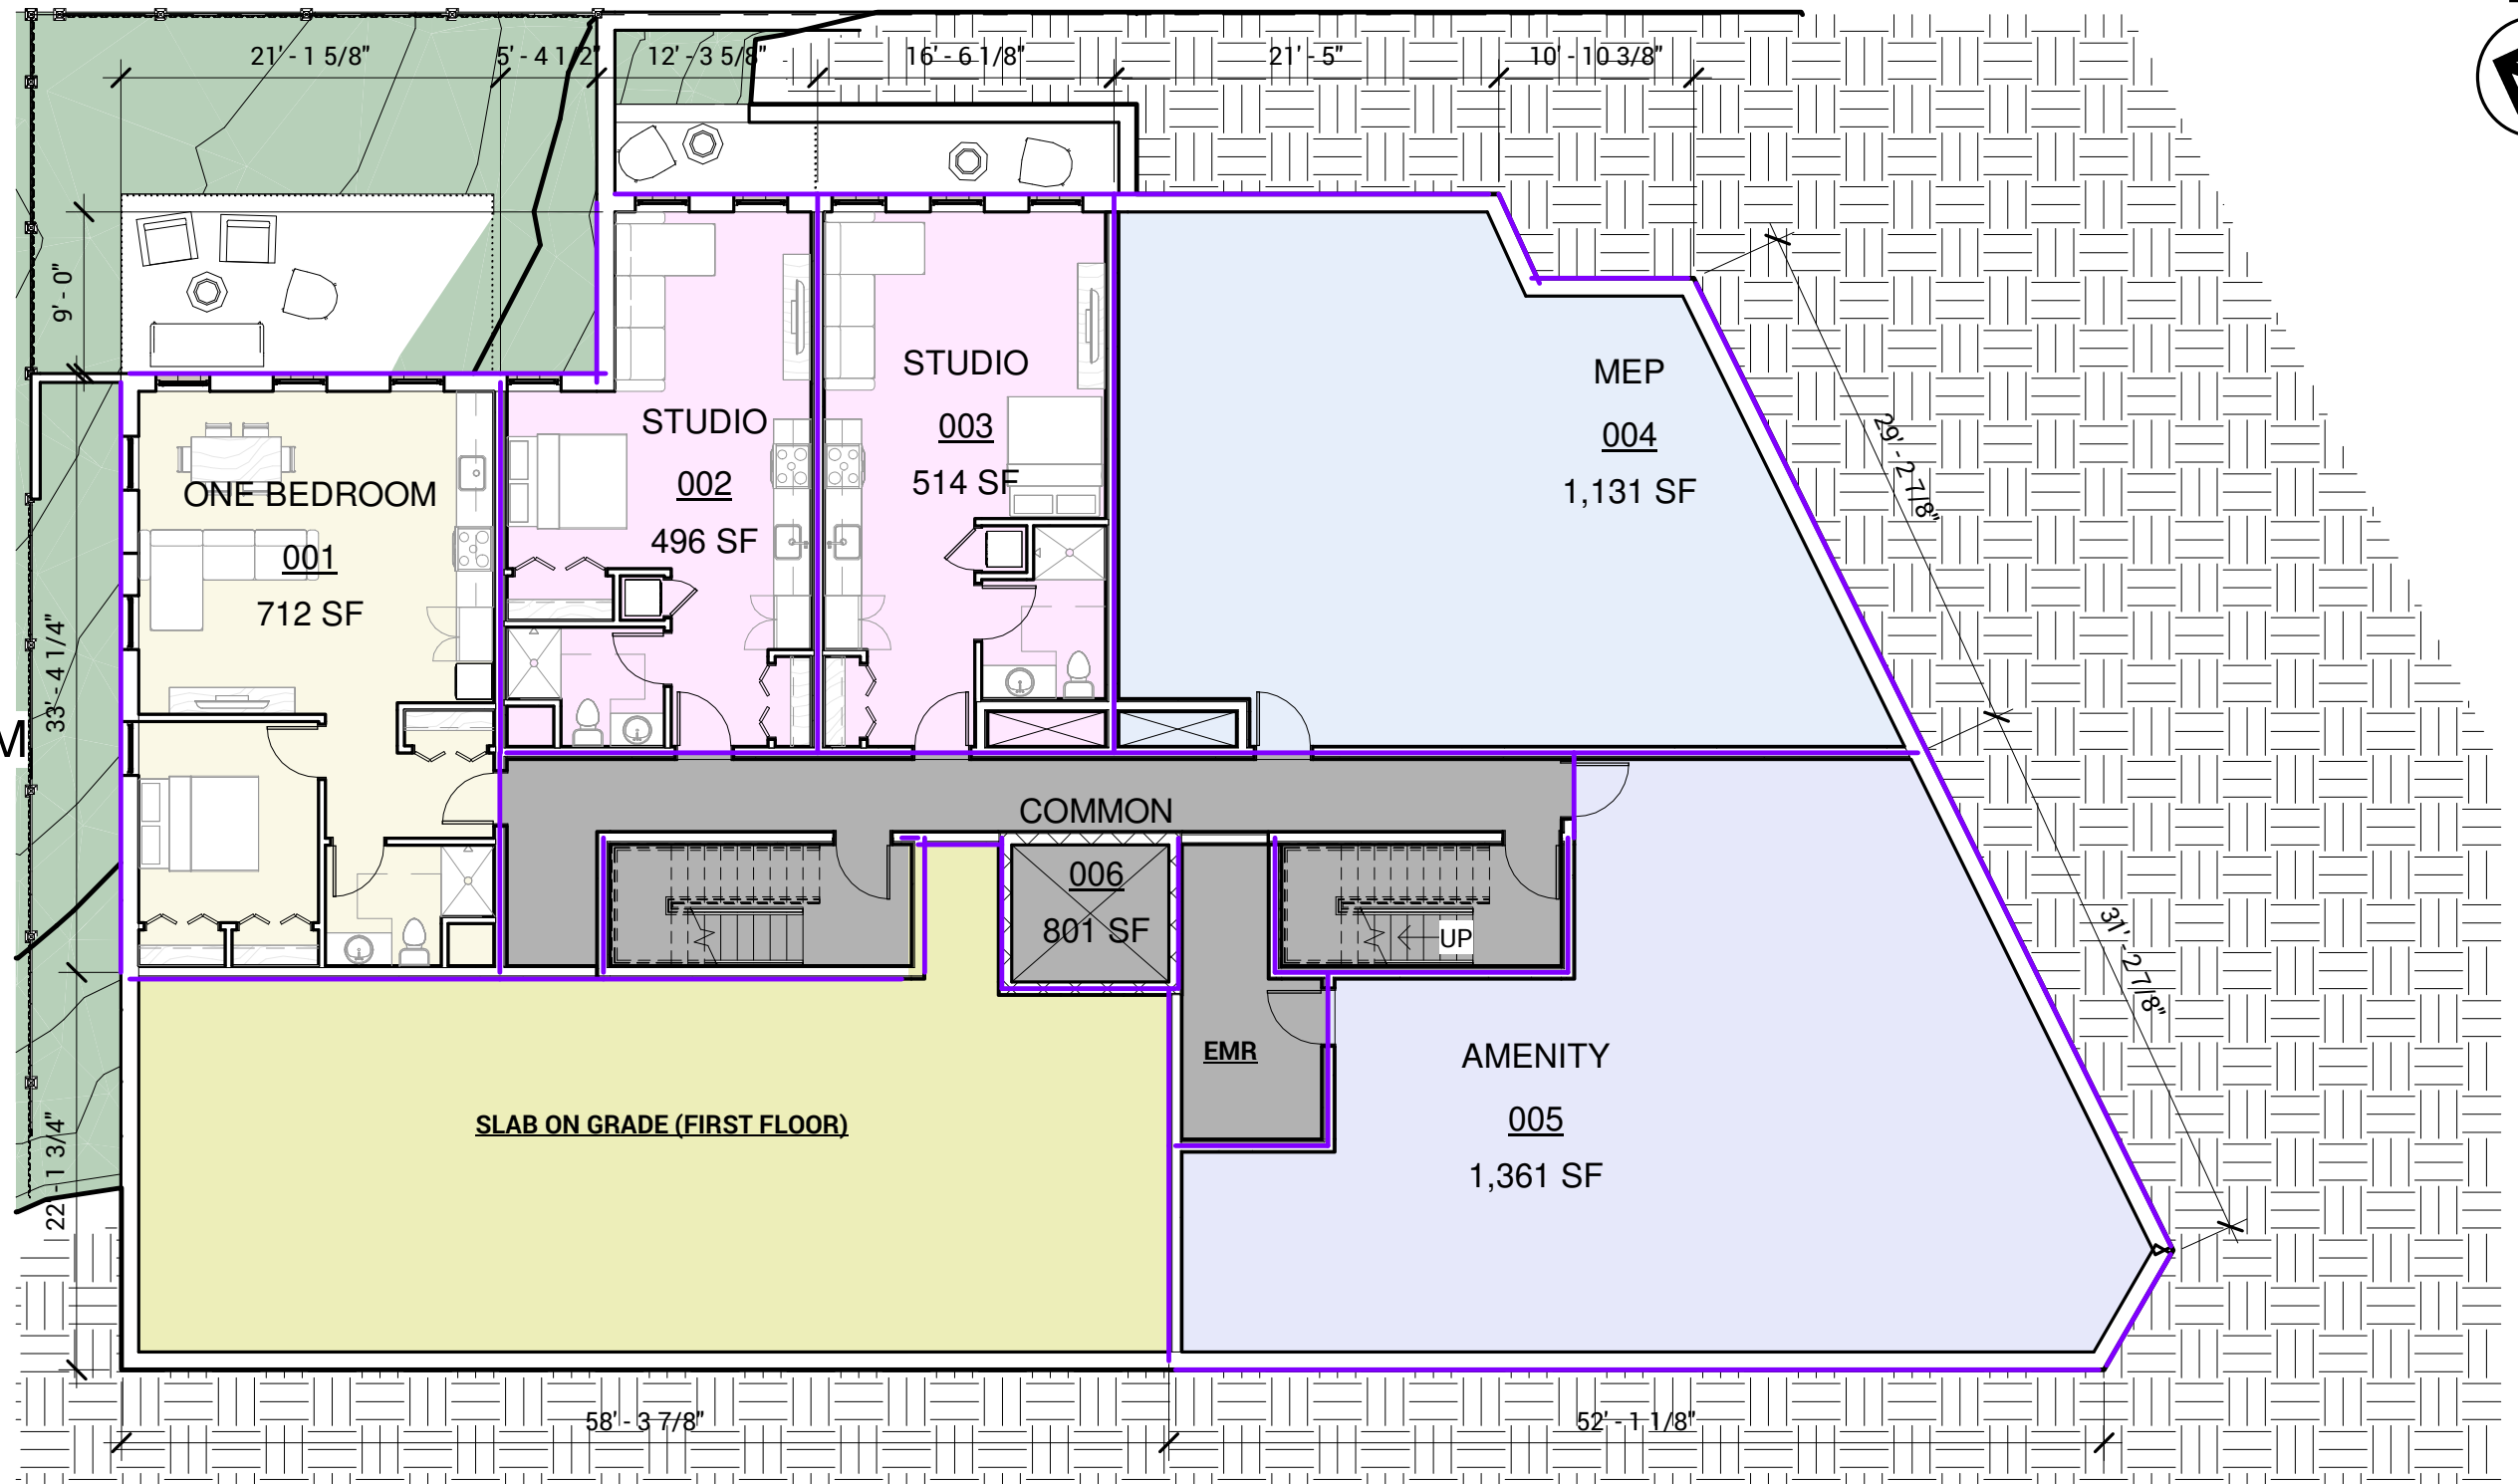 21' - 1 5/8"
5' - 4 1/2"
12' - 3 5/8"
16' - 6 1/8"
21' - 5"
10' - 10 3/8"
9' - 0"
29' - 2 7/8"
STUDIO
003
514 SF
MEP
004
1,131 SF
STUDIO
002
496 SF
ONE BEDROOM
001
712 SF
33' - 4 1/4"
M
COMMON
006
801 SF
UP
31' - 2 7/8"
EMR
AMENITY
005
1,361 SF
SLAB ON GRADE (FIRST FLOOR)
22' - 1 3/4"
58' - 3 7/8"
52' - 1 1/8"